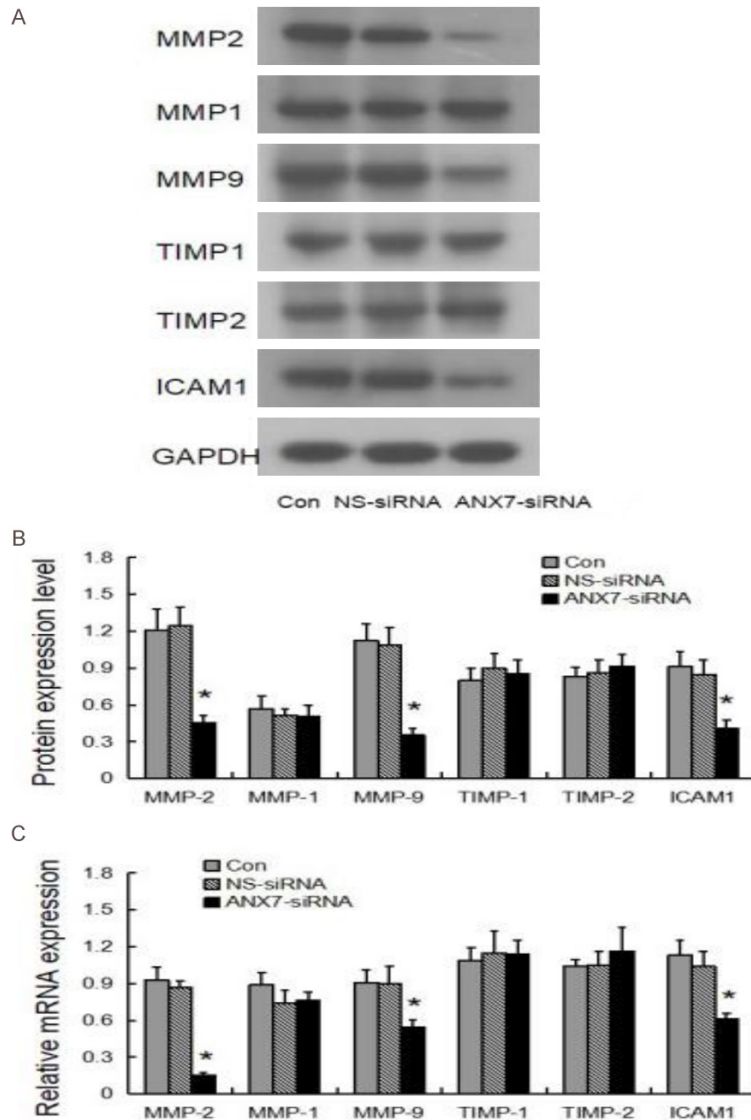 A
MMP2
MMP1
MMP9
TIMP1
TIMP2
ICAM1
GAPDH
Con NS-siRNA ANX7-siRNA
B
Protein expression level
1.8
1.5
1.2
0.9
0.6
0.3
0
Con
NS-siRNA
ANX7-siRNA
* * *
MMP-2 MMP-1 MMP-9 TIMP-1 TIMP-2 ICAM1
C
Relative mRNA expression
1.8
1.5
1.2
0.9
0.6
0.3
0
Con
NS-siRNA
ANX7-siRNA
* * *
MMP-2 MMP-1 MMP-9 TIMP-1 TIMP-2 ICAM1